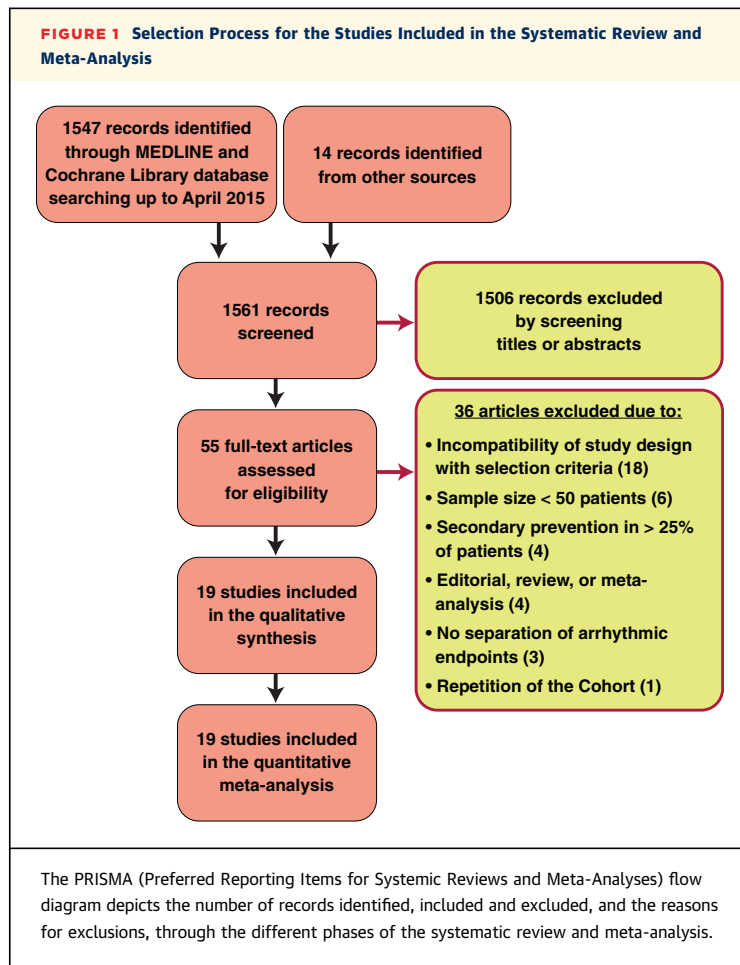 FIGURE 1 Selection Process for the Studies Included in the Systematic Review and
Meta-Analysis
1547 records identified
through MEDLINE and
Cochrane Library database
searching up to April 2015
14 records identified
from other sources
1561 records
screened
1506 records excluded
by screening
titles or abstracts
55 full-text articles
assessed
for eligibility
36 articles excluded due to:
• Incompatibility of study design
with selection criteria (18)
• Sample size < 50 patients (6)
• Secondary prevention in > 25%
of patients (4)
• Editorial, review, or meta-
analysis (4)
• No separation of arrhythmic
endpoints (3)
• Repetition of the Cohort (1)
19 studies included
in the qualitative
synthesis
19 studies included
in the quantitative
meta-analysis
The PRISMA (Preferred Reporting Items for Systemic Reviews and Meta-Analyses) flow
diagram depicts the number of records identified, included and excluded, and the reasons
for exclusions, through the different phases of the systematic review and meta-analysis.